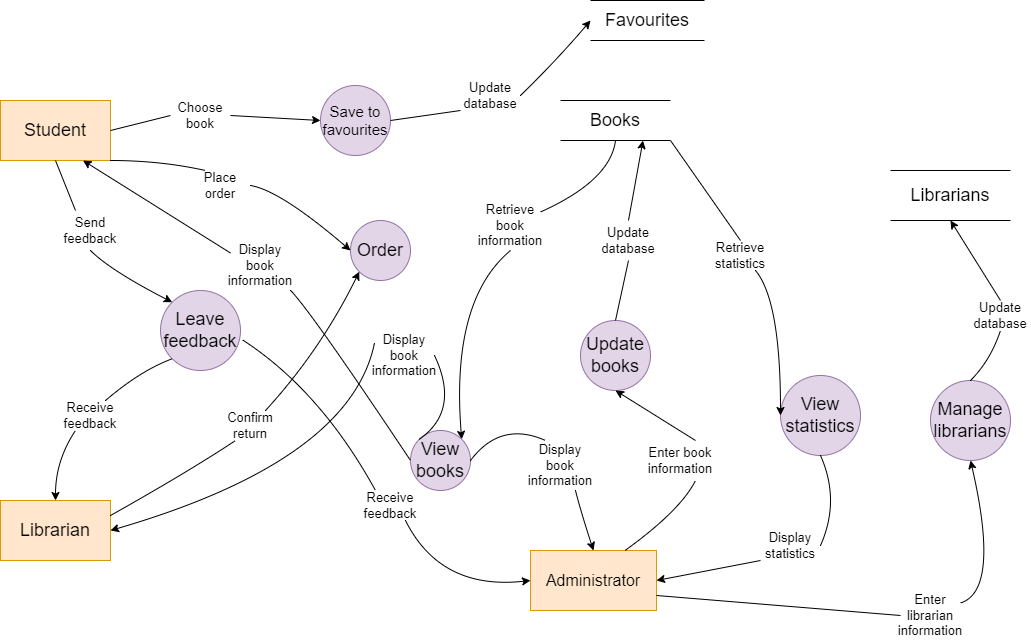 Favourites
Update
database
Choose
book
Save to
favourites
Books
Student
Place
order
Librarians
Send
feedback
Retrieve
book
information
Update
database
Retrieve
statistics
Display
book
information
Order
Leave
feedback
Update
database
Display
book
information
Update
books
View
statistics
Manage
librarians
Receive
feedback
Confirm
return
View
books
Display
book
information
Enter book
information
Receive
feedback
Librarian
Display
statistics
Administrator
Enter
librarian
information